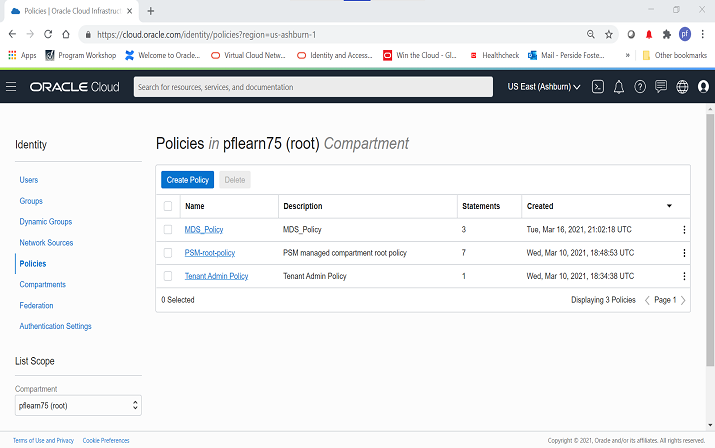 Policies | Oracle Cloud Infrastruct
https://cloud.oracle.com/identity/policies?region=us-ashburn-1
pf
Apps Program Workshop Welcome to Oracle... Virtual Cloud Netw... Identity and Access... Win the Cloud - Gl... Healthcheck Mail - Perside Foste... » Other bookmarks
ORACLE Cloud
Search for resources, services, and documentation
US East (Ashburn)
Identity
Users
Groups
Dynamic Groups
Network Sources
Policies
Compartments
Federation
Authentication Settings
List Scope
Compartment
pflearn75 (root)
Policies in pflearn75 (root) Compartment
Create Policy Delete
Name Description Statements Created
MDS_Policy MDS_Policy 3 Tue, Mar 16, 2021, 21:02:18 UTC
PSM-root-policy PSM managed compartment root policy 7 Wed, Mar 10, 2021, 18:48:53 UTC
Tenant Admin Policy Tenant Admin Policy 1 Wed, Mar 10, 2021, 18:34:38 UTC
0 Selected Displaying 3 Policies < Page 1 >
Terms of Use and Privacy Cookie Preferences Copyright © 2021, Oracle and/or its affiliates. All rights reserved.